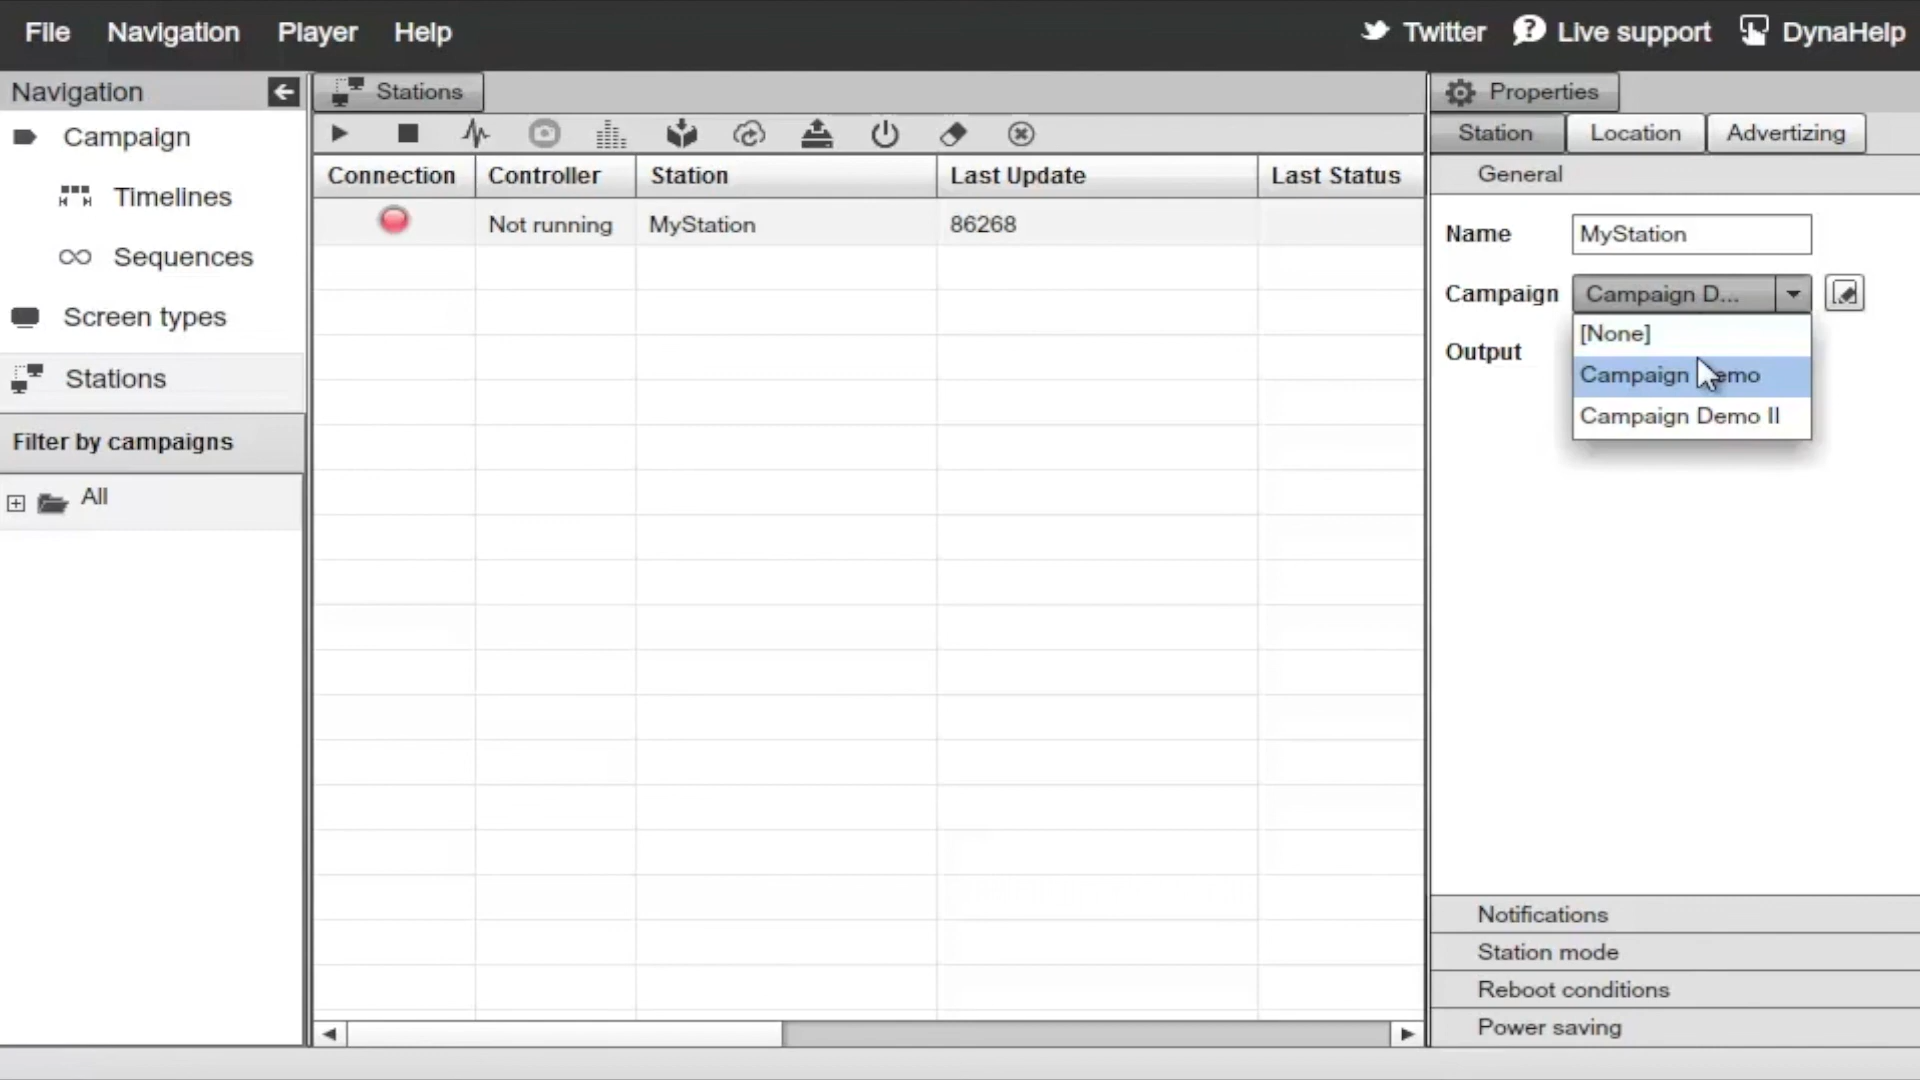 File Navigation Player Help Twitter Live support DynaHelp
Navigation
Campaign
Timelines
Sequences
Screen types
Stations
Filter by campaigns
All
Stations
Connection Controller Station Last Update Last Status
Not running MyStation 86268
Properties
Station Location Advertizing
General
Name MyStation
Campaign Campaign D...
[None]
Output
Campaign Demo
Campaign Demo II
Notifications
Station mode
Reboot conditions
Power saving